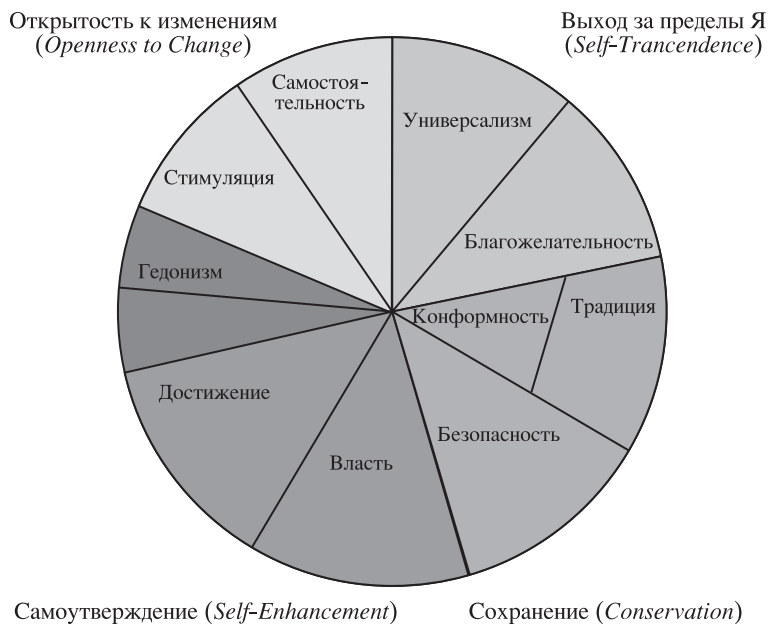 Открытость к изменениям
(Openness to Change)
Выход за пределы Я
(Self-Trancendence)
Самостоя-
тельность
Универсализм
Стимуляция
Благожелательность
Гедонизм
Конформность
Традиция
Достижение
Безопасность
Власть
Самоутверждение (Self-Enhancement)
Сохранение (Conservation)